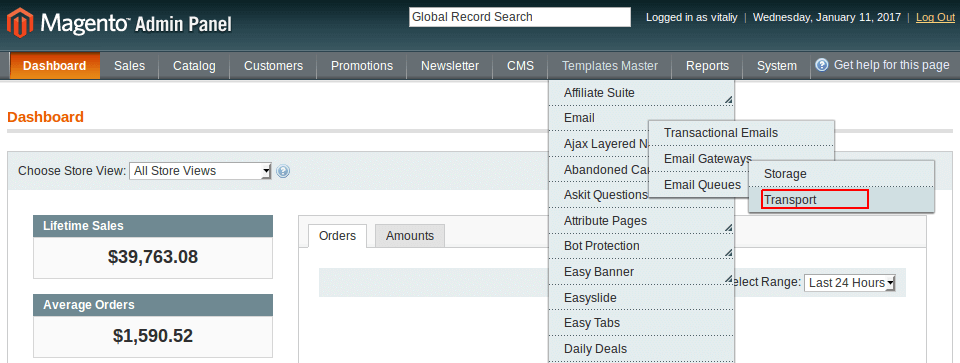 Magento™ Admin Panel
Global Record Search
Logged in as vitaliy | Wednesday, January 11, 2017 | Log Out
Dashboard Sales Catalog Customers Promotions Newsletter CMS Templates Master Reports System Get help for this page
Affiliate Suite
Email
Ajax Layered N
Abandoned Ca
Askit Questions
Attribute Pages
Bot Protection
Easy Banner
Easyslide
Easy Tabs
Daily Deals
Transactional Emails
Email Gateways
Email Queues
Storage
Transport
Dashboard
Choose Store View: All Store Views
Lifetime Sales
$39,763.08
Average Orders
$1,590.52
Orders Amounts
elect Range: Last 24 Hours